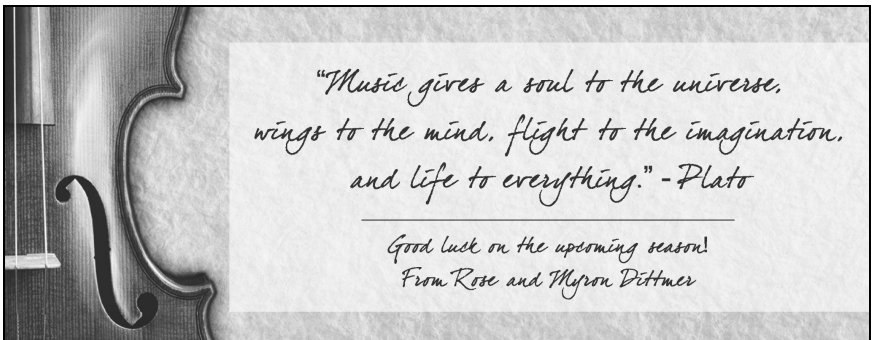 “Music gives a soul to the universe,
wings to the mind, flight to the imagination,
and life to everything.” - Plato
Good luck on the upcoming season!
From Rose and Myron Dittmer